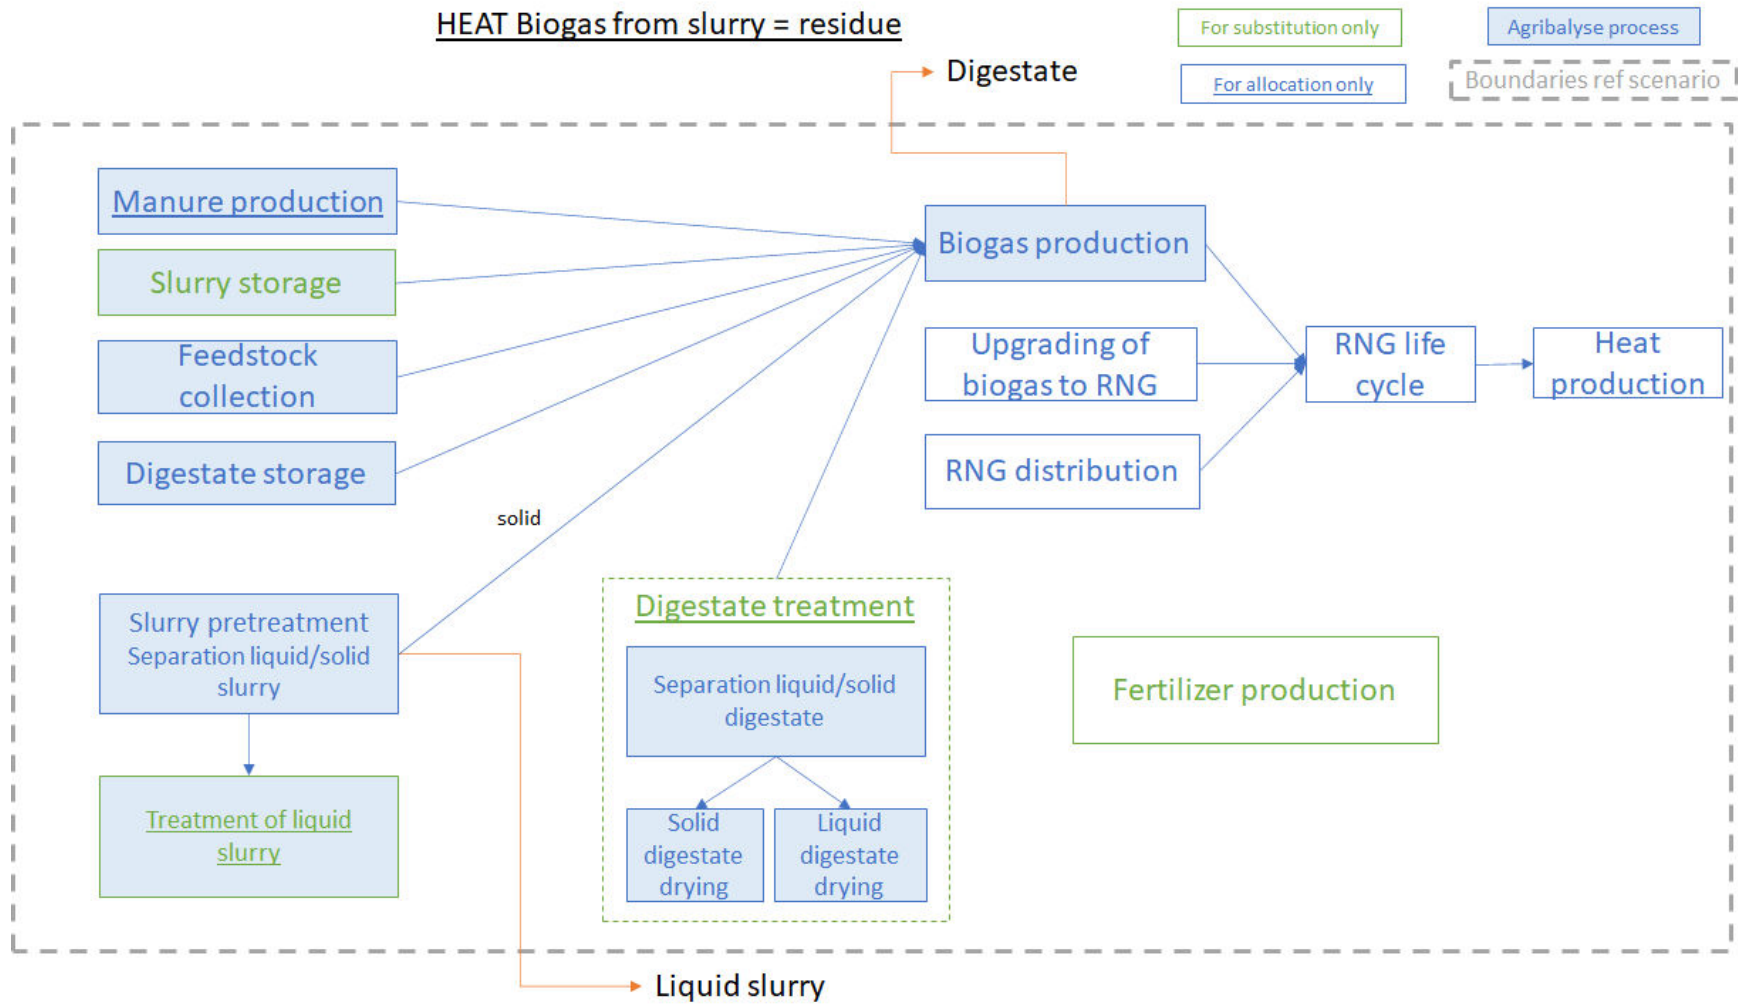 HEAT Biogas from slurry = residue
For substitution only
Agribalyse process
Digestate
For allocation only
Boundaries ref scenario
Manure production
Biogas production
Slurry storage
Feedstock
collection
Upgrading of
biogas to RNG
RNG life
cycle
Heat
production
Digestate storage
RNG distribution
solid
Slurry pretreatment
Separation liquid/solid
slurry
Digestate treatment
Separation liquid/solid
digestate
Fertilizer production
Treatment of liquid
slurry
Solid
digestate
drying
Liquid
digestate
drying
Liquid slurry